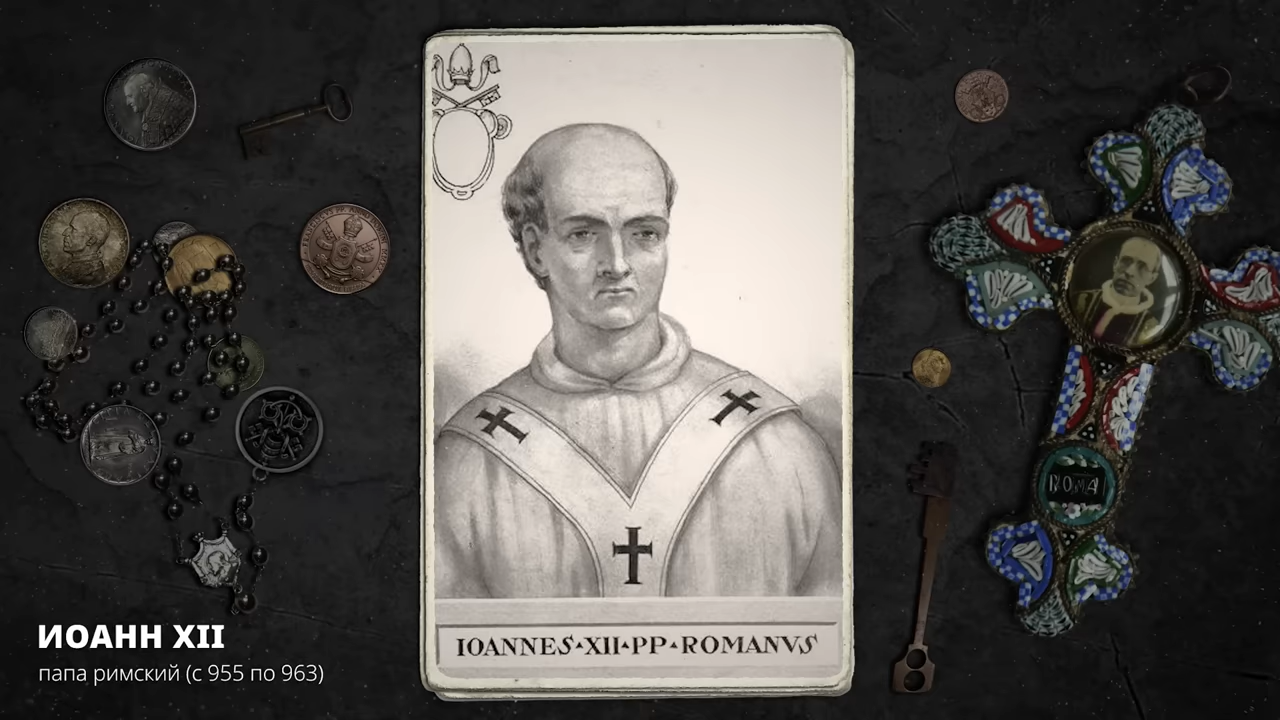 IOANNES▴XII▴PP▴ROMANVS
ROMA
ИОАНН XII
папа римский (с 955 по 963)